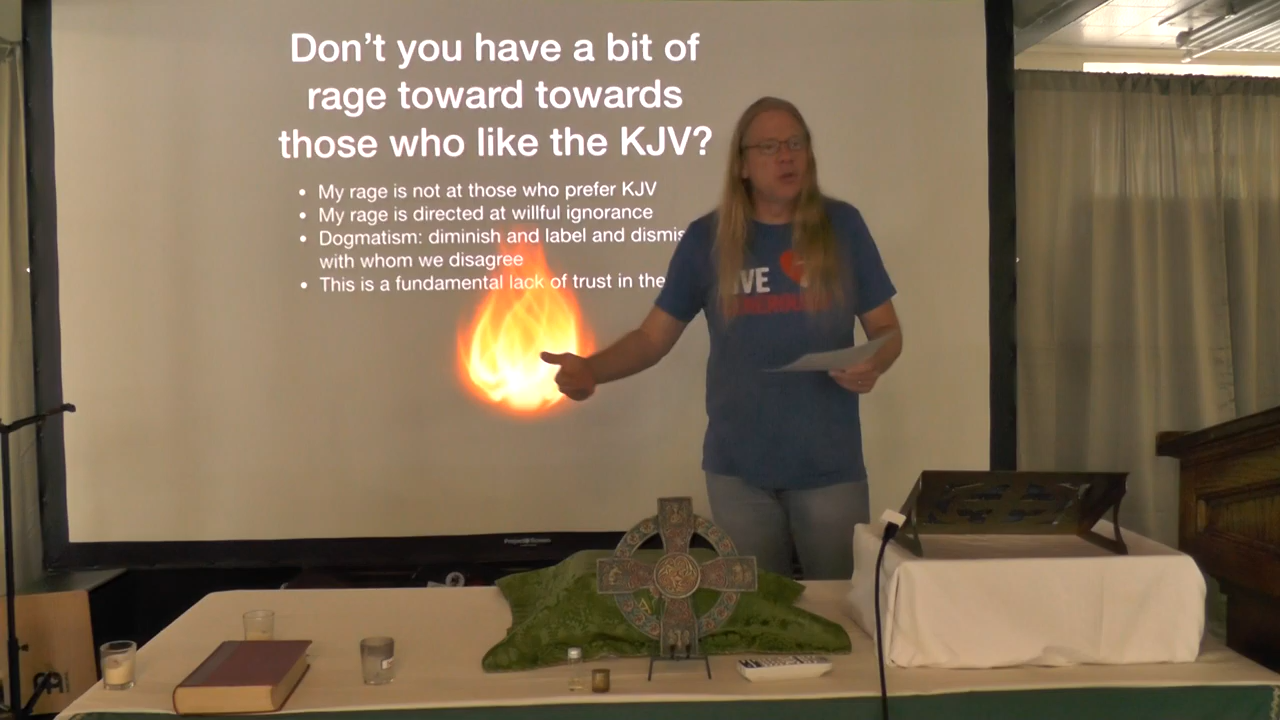 Don't you have a bit of
rage toward towards
those who like the KJV?
• My rage is not at those who prefer KJV
• My rage is directed at willful ignorance
• Dogmatism: diminish and label and
with whom we disagree
• This is a fundamental lack of trust in the